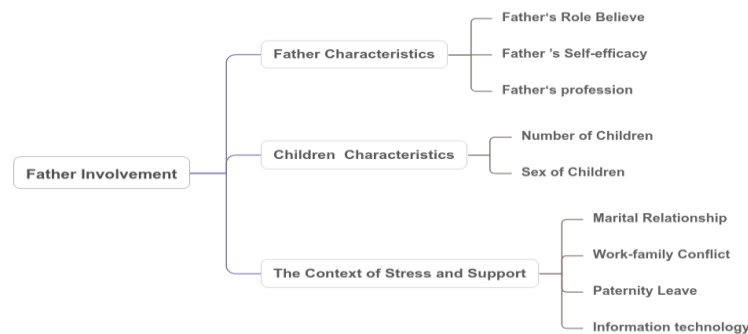 Father's Role Believe
Father Characteristics
Father 's Self-efficacy
Father's profession
Father Involvement
Children Characteristics
Number of Children
Sex of Children
The Context of Stress and Support
Marital Relationship
Work-family Conflict
Paternity Leave
Information technology